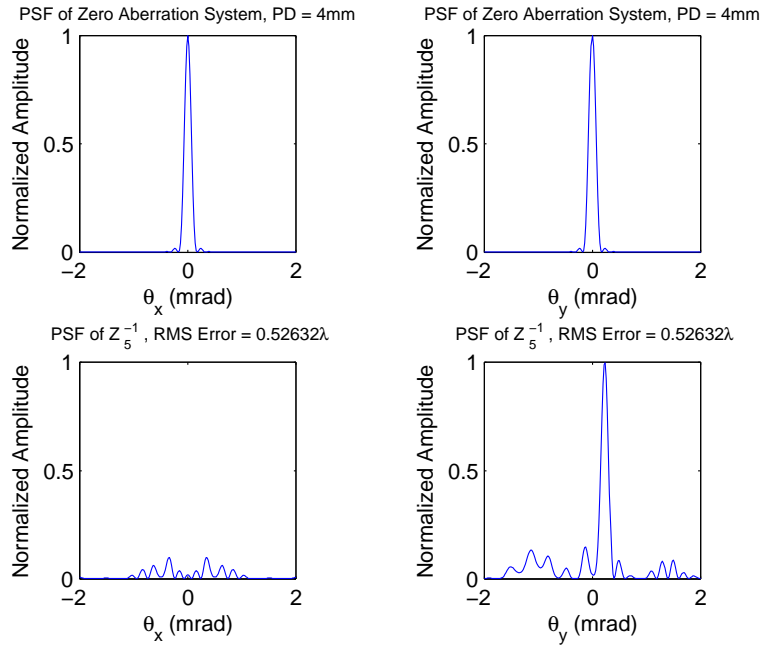 PSF of Zero Aberration System, PD = 4mm
Normalized Amplitude
1
0.5
0
−2
0
2
θx (mrad)
PSF of Zero Aberration System, PD = 4mm
Normalized Amplitude
1
0.5
0
−2
0
2
θy (mrad)
PSF of Z5−1 , RMS Error = 0.52632λ
Normalized Amplitude
1
0.5
0
−2
0
2
θx (mrad)
PSF of Z5−1 , RMS Error = 0.52632λ
Normalized Amplitude
1
0.5
0
−2
0
2
θy (mrad)